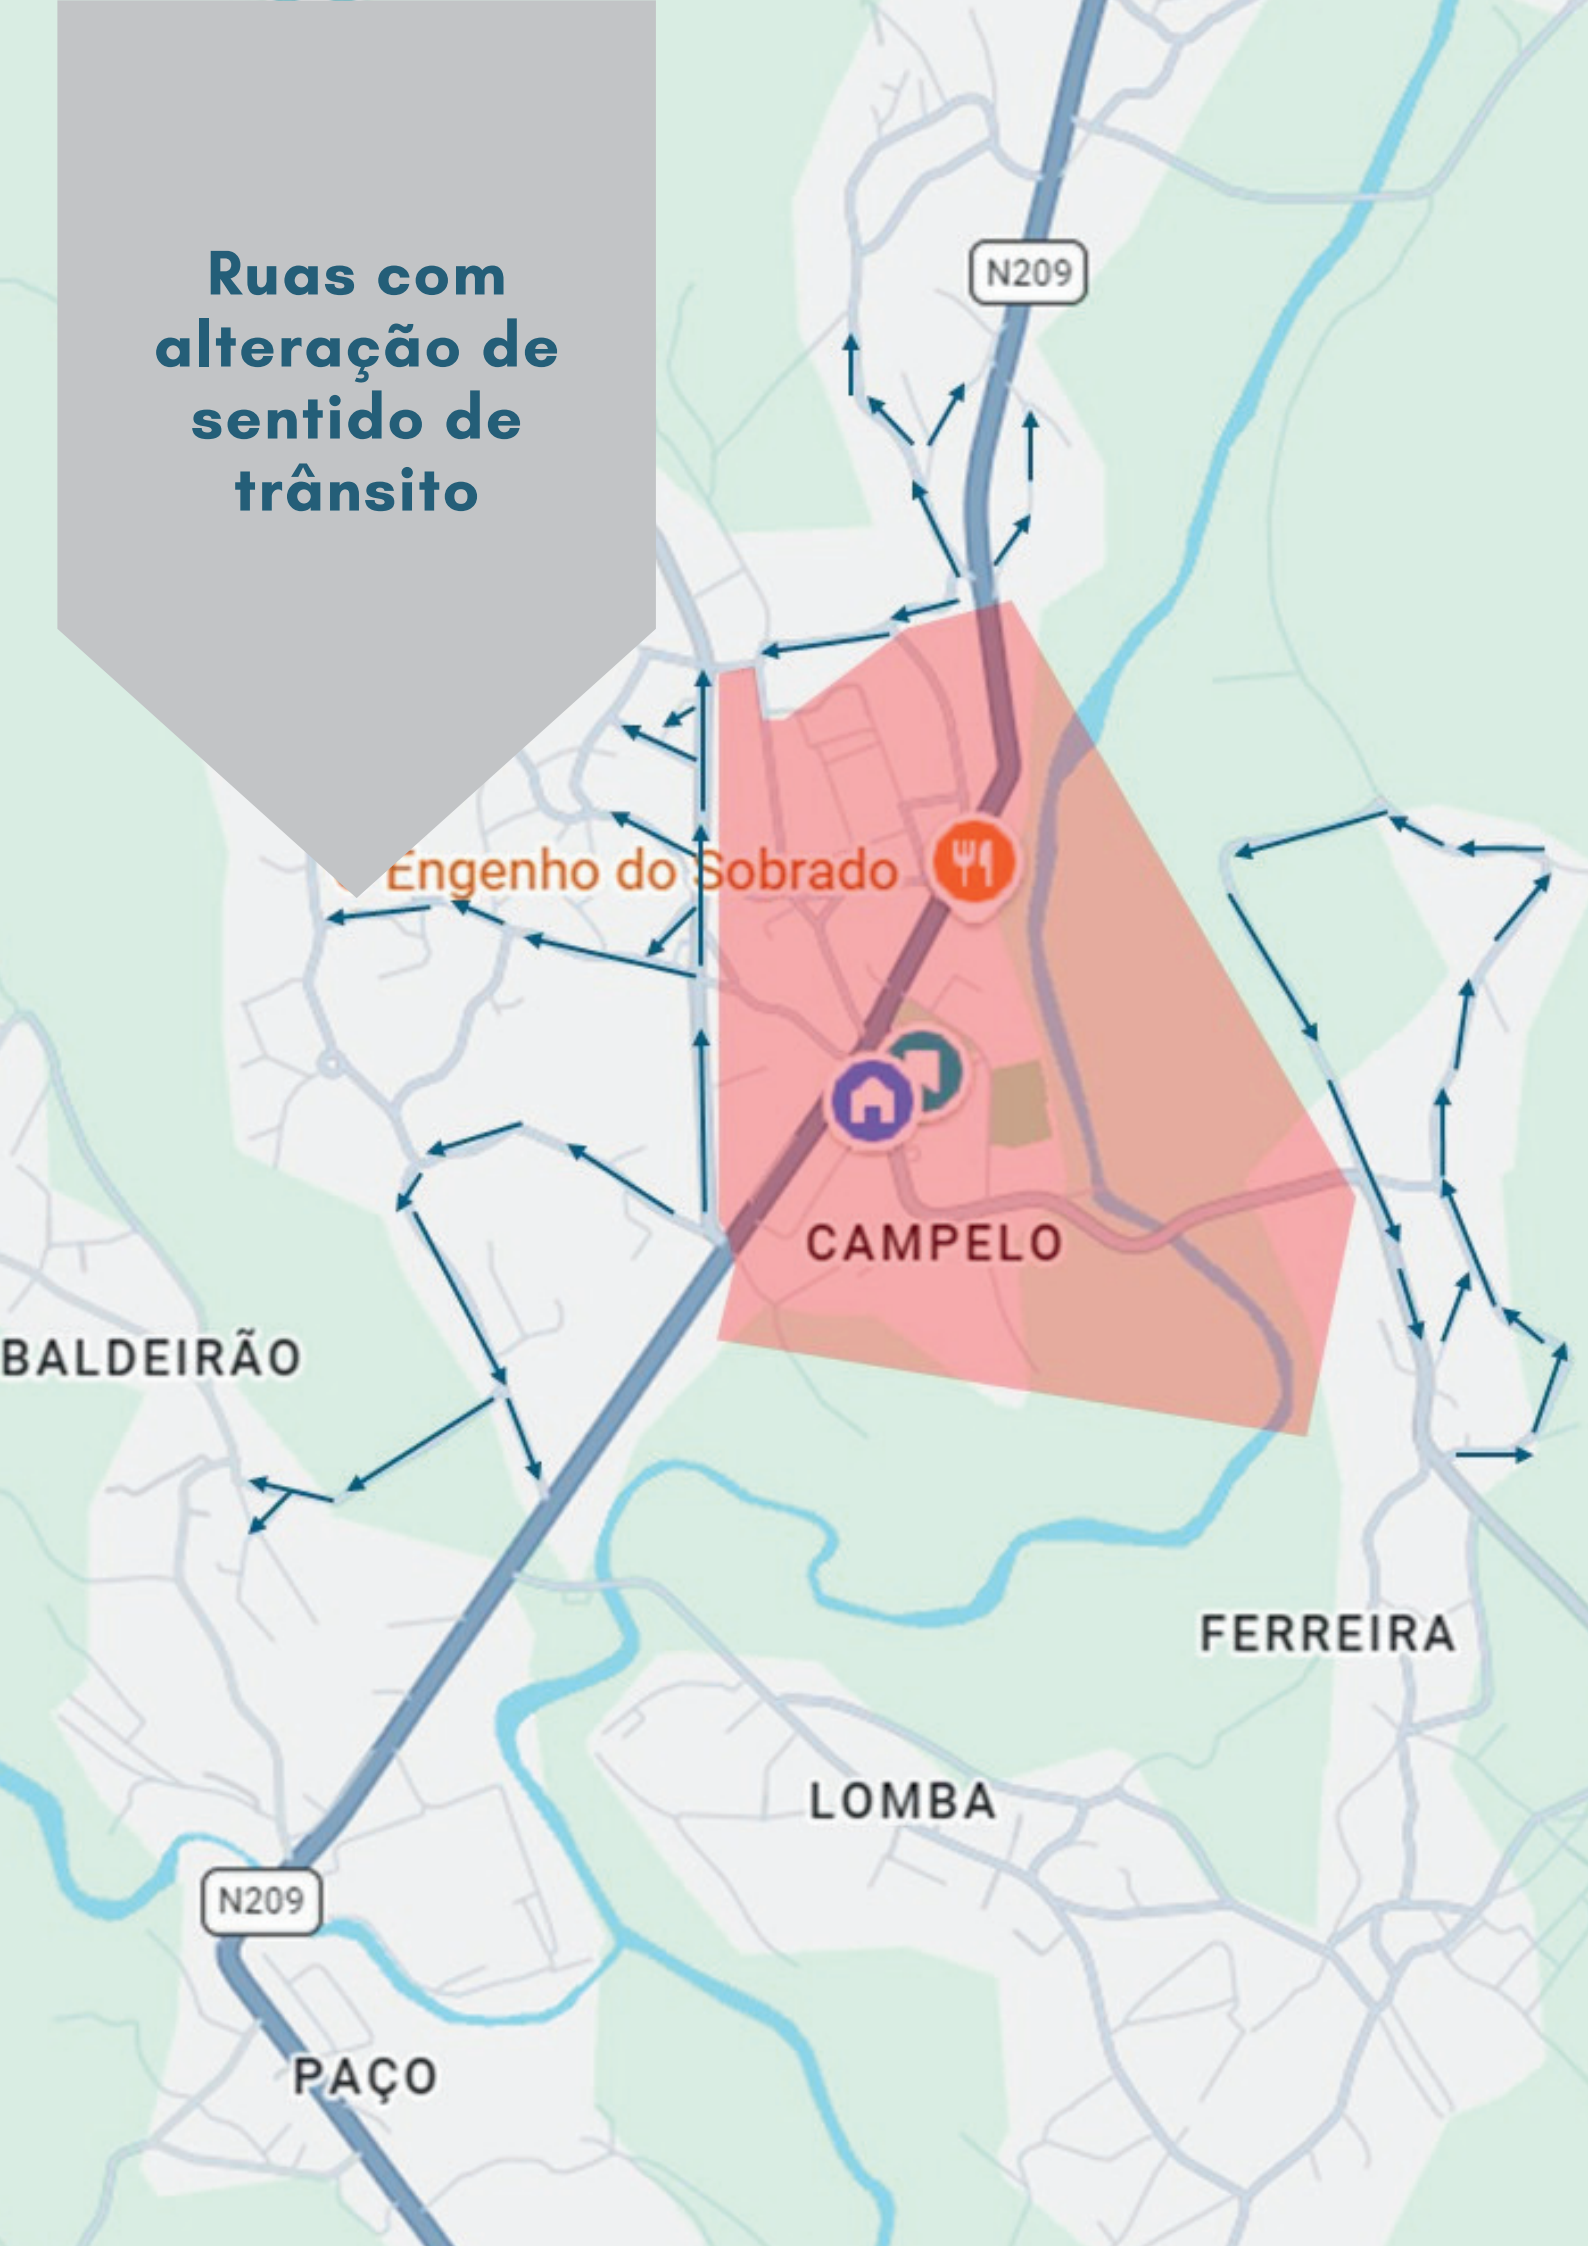 Ruas com
alteração de
sentido de
trânsito
N209
Engenho do Sobrado
CAMPELO
BALDEIRÃO
FERREIRA
LOMBA
N209
PAÇO